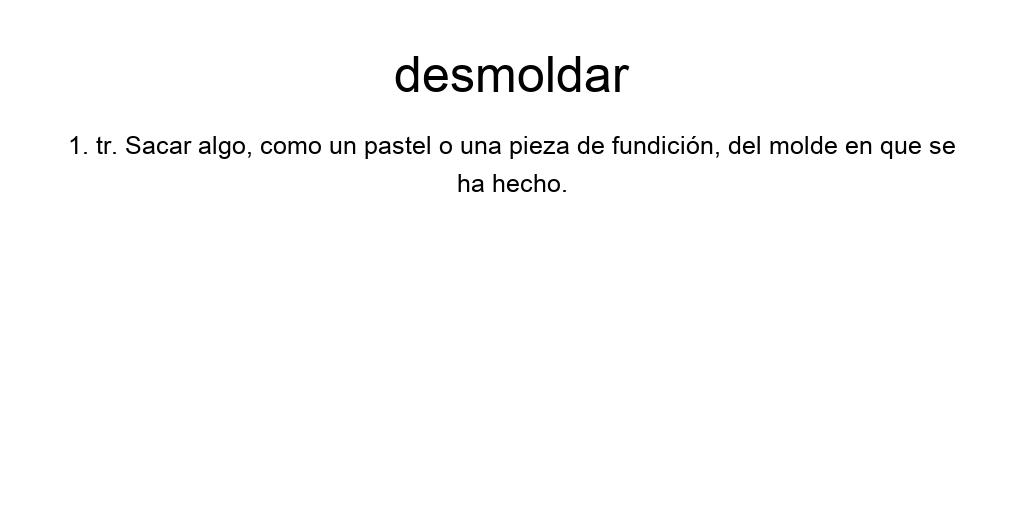 desmoldar
1. tr. Sacar algo, como un pastel o una pieza de fundición, del molde en que se
ha hecho.